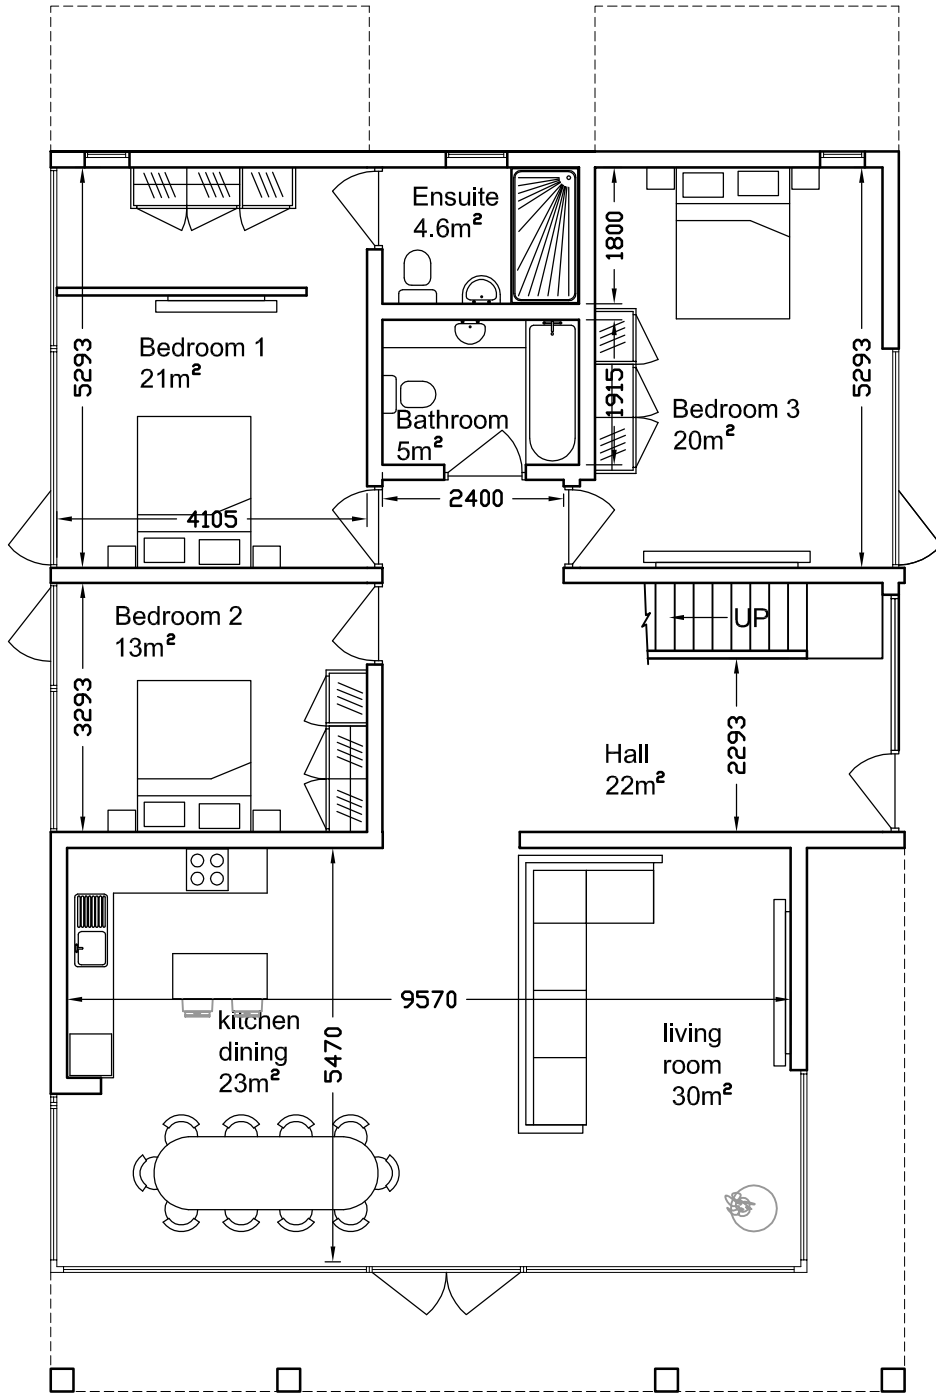 Ensuite
4.6m²
1800
Bedroom 1
21m²
5293
1915
5293
Bedroom 3
20m²
Bathroom
5m²
2400
4105
Bedroom 2
13m²
UP
3293
2293
Hall
22m²
9570
kitchen
dining
23m²
5470
living
room
30m²